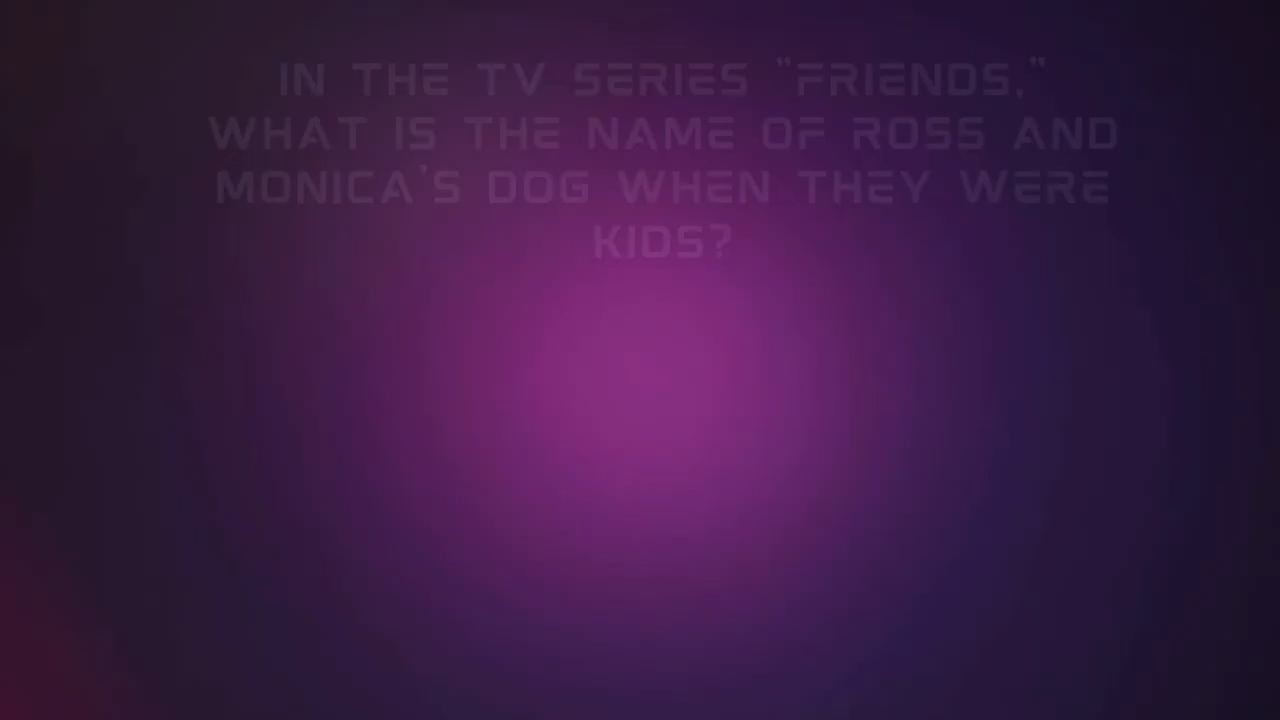 IN THE TV SERIES "FRIENDS,"
WHAT IS THE NAME OF ROSS AND
MONICA'S DOG WHEN THEY WERE
KIDS?